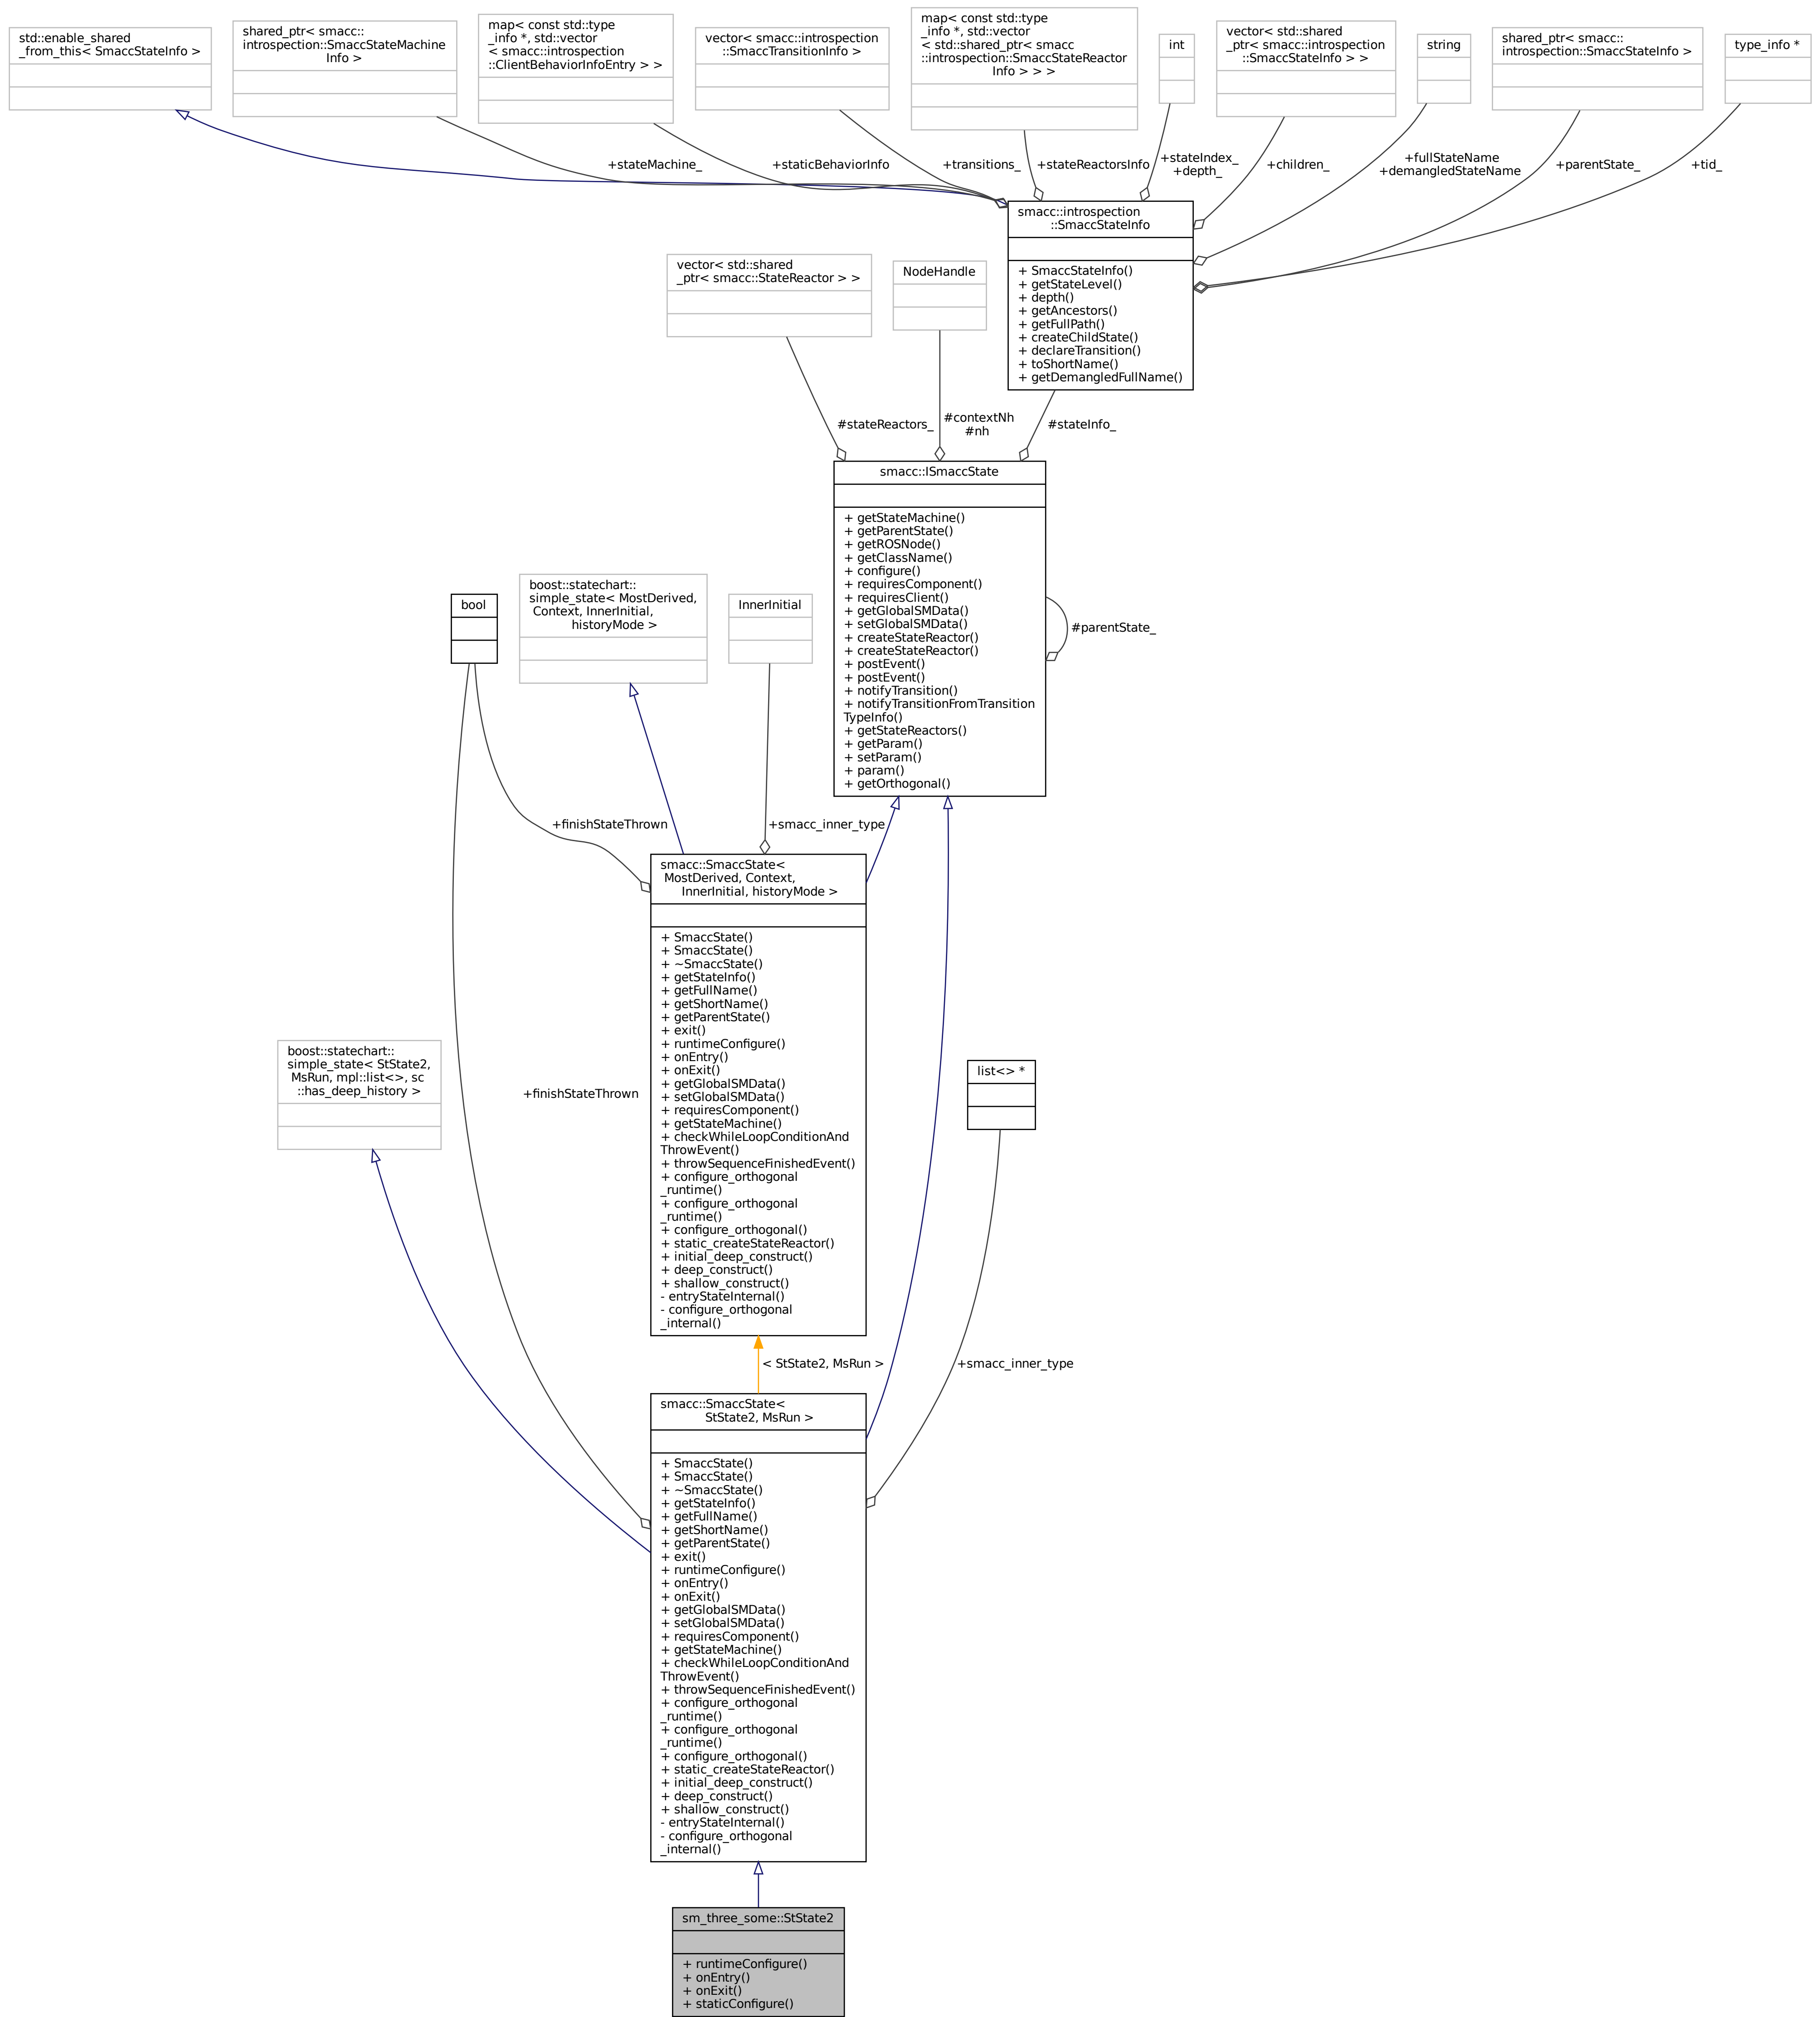 std::enable_shared
_from_this< SmaccStateInfo >
shared_ptr< smacc::
introspection::SmaccStateMachine
Info >
map< const std::type
_info *, std::vector
< smacc::introspection
::ClientBehaviorInfoEntry > >
vector< smacc::introspection
::SmaccTransitionInfo >
map< const std::type
_info *, std::vector
< std::shared_ptr< smacc
::introspection::SmaccStateReactor
Info > > >
int
vector< std::shared
_ptr< smacc::introspection
::SmaccStateInfo > >
string
shared_ptr< smacc::
introspection::SmaccStateInfo >
type_info *
+stateMachine_
+staticBehaviorInfo
+transitions_
+stateReactorsInfo
+stateIndex_
+depth_
+children_
+fullStateName
+demangledStateName
+parentState_
+tid_
smacc::introspection
::SmaccStateInfo
+ SmaccStateInfo()
+ getStateLevel()
+ depth()
+ getAncestors()
+ getFullPath()
+ createChildState()
+ declareTransition()
+ toShortName()
+ getDemangledFullName()
vector< std::shared
_ptr< smacc::StateReactor > >
NodeHandle
#stateReactors_
#contextNh
#nh
#stateInfo_
smacc::ISmaccState
+ getStateMachine()
+ getParentState()
+ getROSNode()
+ getClassName()
+ configure()
+ requiresComponent()
+ requiresClient()
+ getGlobalSMData()
+ setGlobalSMData()
+ createStateReactor()
+ createStateReactor()
+ postEvent()
+ postEvent()
+ notifyTransition()
+ notifyTransitionFromTransition
TypeInfo()
+ getStateReactors()
+ getParam()
+ setParam()
+ param()
+ getOrthogonal()
#parentState_
bool
boost::statechart::
simple_state< MostDerived,
Context, InnerInitial,
historyMode >
InnerInitial
+finishStateThrown
+smacc_inner_type
smacc::SmaccState<
MostDerived, Context,
InnerInitial, historyMode >
+ SmaccState()
+ SmaccState()
+ ~SmaccState()
+ getStateInfo()
+ getFullName()
+ getShortName()
+ getParentState()
+ exit()
+ runtimeConfigure()
+ onEntry()
+ onExit()
+ getGlobalSMData()
+ setGlobalSMData()
+ requiresComponent()
+ getStateMachine()
+ checkWhileLoopConditionAnd
ThrowEvent()
+ throwSequenceFinishedEvent()
+ configure_orthogonal
_runtime()
+ configure_orthogonal
_runtime()
+ configure_orthogonal()
+ static_createStateReactor()
+ initial_deep_construct()
+ deep_construct()
+ shallow_construct()
- entryStateInternal()
- configure_orthogonal
_internal()
boost::statechart::
simple_state< StState2,
MsRun, mpl::list<>, sc
::has_deep_history >
+finishStateThrown
list<> *
< StState2, MsRun >
+smacc_inner_type
smacc::SmaccState<
StState2, MsRun >
+ SmaccState()
+ SmaccState()
+ ~SmaccState()
+ getStateInfo()
+ getFullName()
+ getShortName()
+ getParentState()
+ exit()
+ runtimeConfigure()
+ onEntry()
+ onExit()
+ getGlobalSMData()
+ setGlobalSMData()
+ requiresComponent()
+ getStateMachine()
+ checkWhileLoopConditionAnd
ThrowEvent()
+ throwSequenceFinishedEvent()
+ configure_orthogonal
_runtime()
+ configure_orthogonal
_runtime()
+ configure_orthogonal()
+ static_createStateReactor()
+ initial_deep_construct()
+ deep_construct()
+ shallow_construct()
- entryStateInternal()
- configure_orthogonal
_internal()
sm_three_some::StState2
+ runtimeConfigure()
+ onEntry()
+ onExit()
+ staticConfigure()